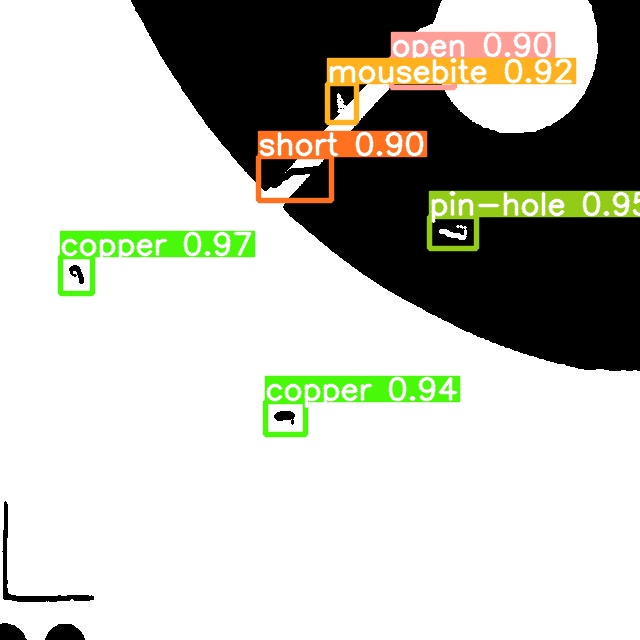 open 0.90
mousebite 0.92
short 0.90
pin-hole 0.95
copper 0.97
copper 0.94